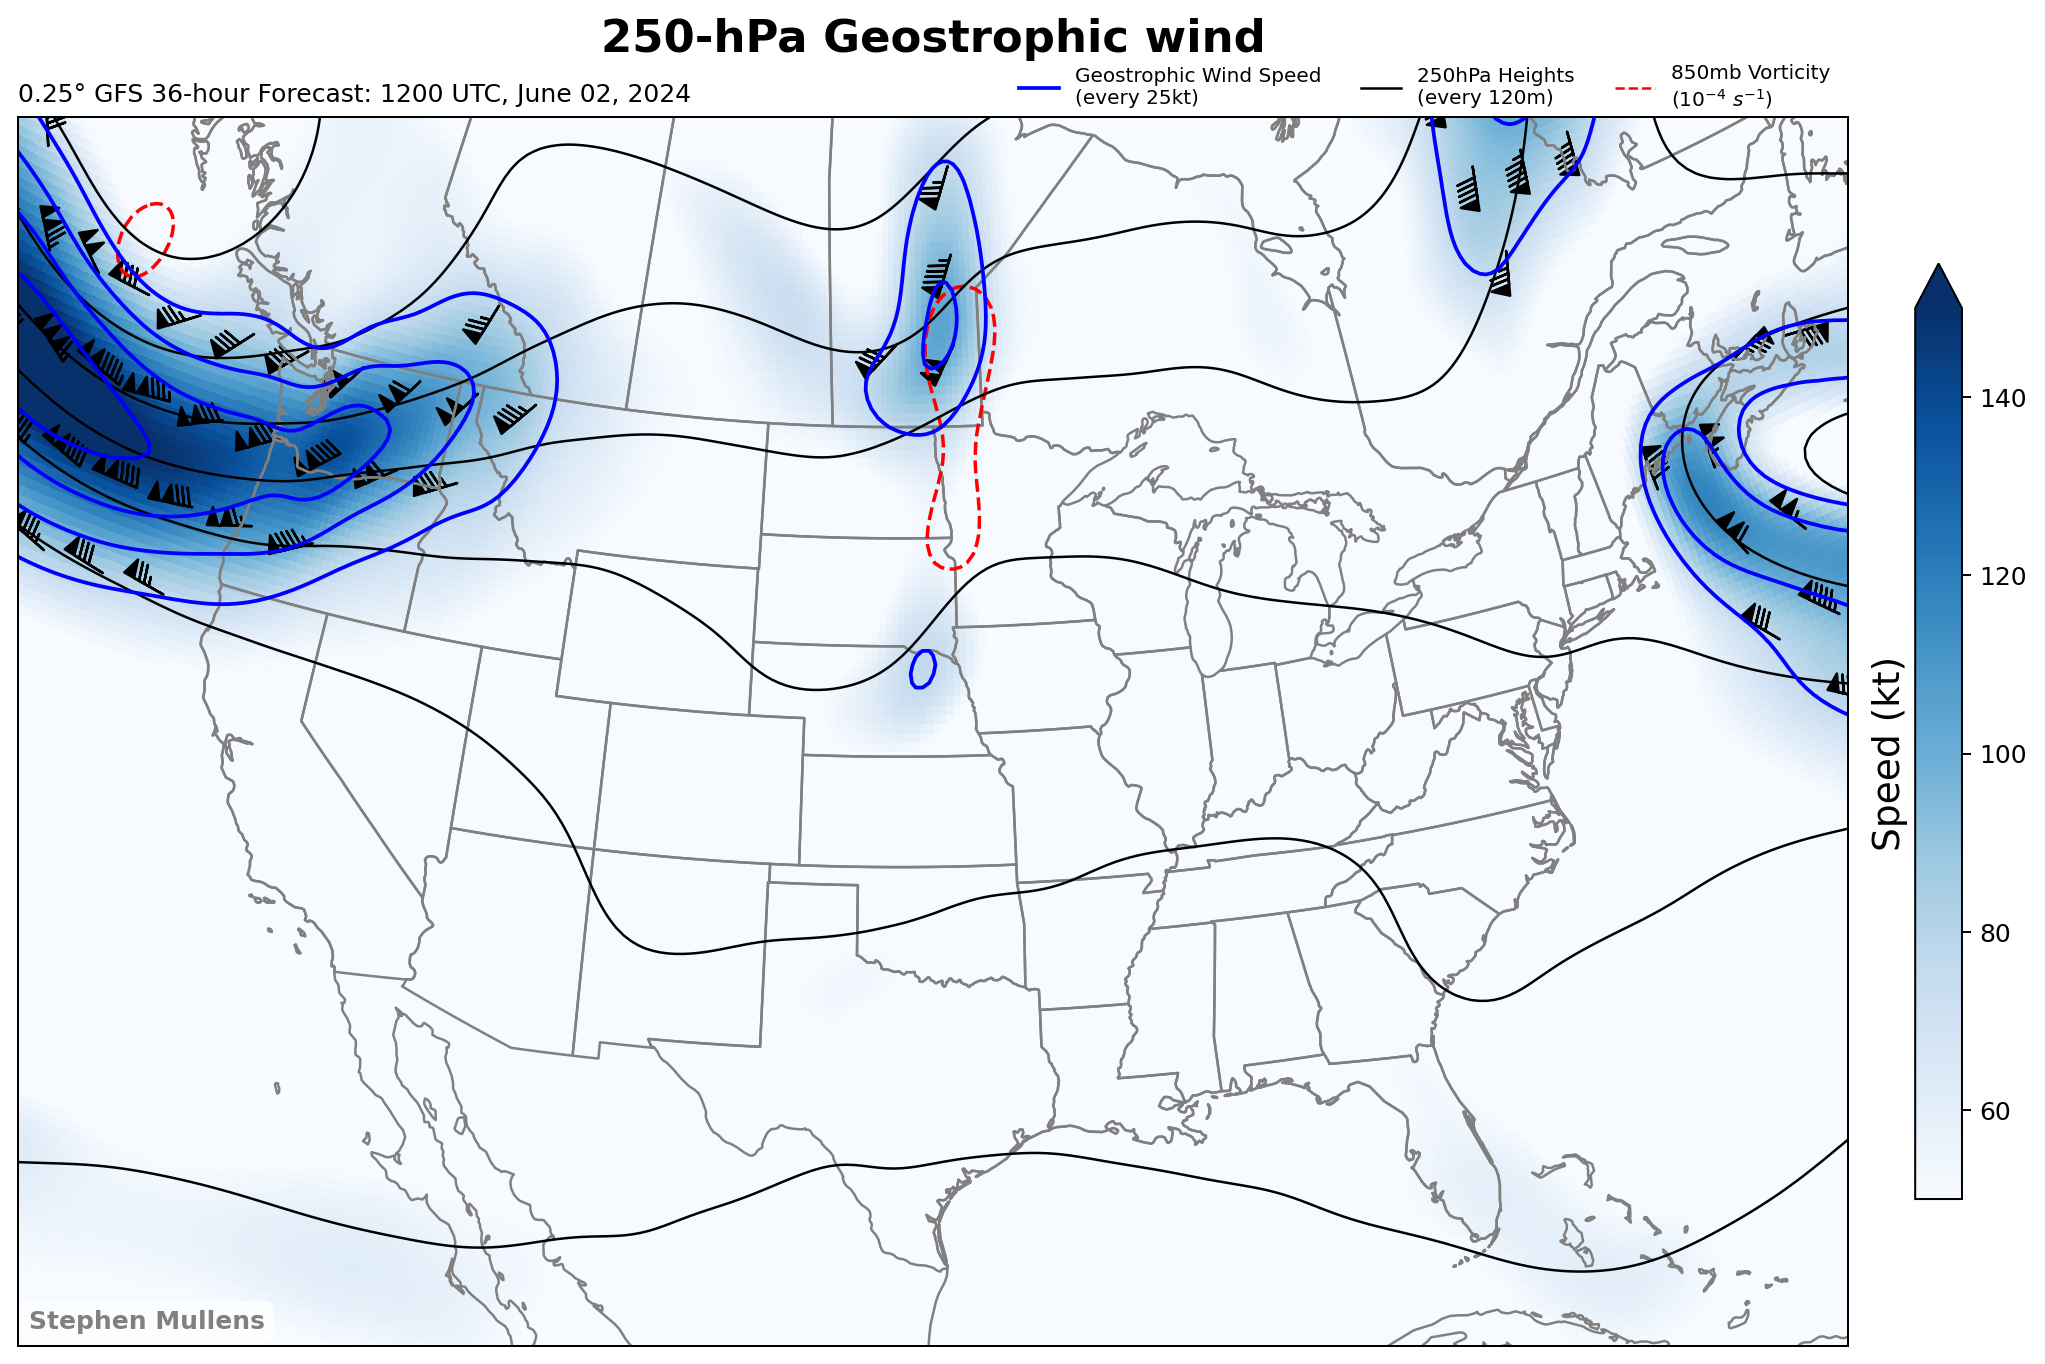 250-hPa Geostrophic wind
0.25° GFS 36-hour Forecast: 1200 UTC, June 02, 2024
Geostrophic Wind Speed
(every 25kt)
250hPa Heights
(every 120m)
850mb Vorticity
(10⁻⁴ s⁻¹)
140
120
100
80
60
Speed (kt)
Stephen Mullens